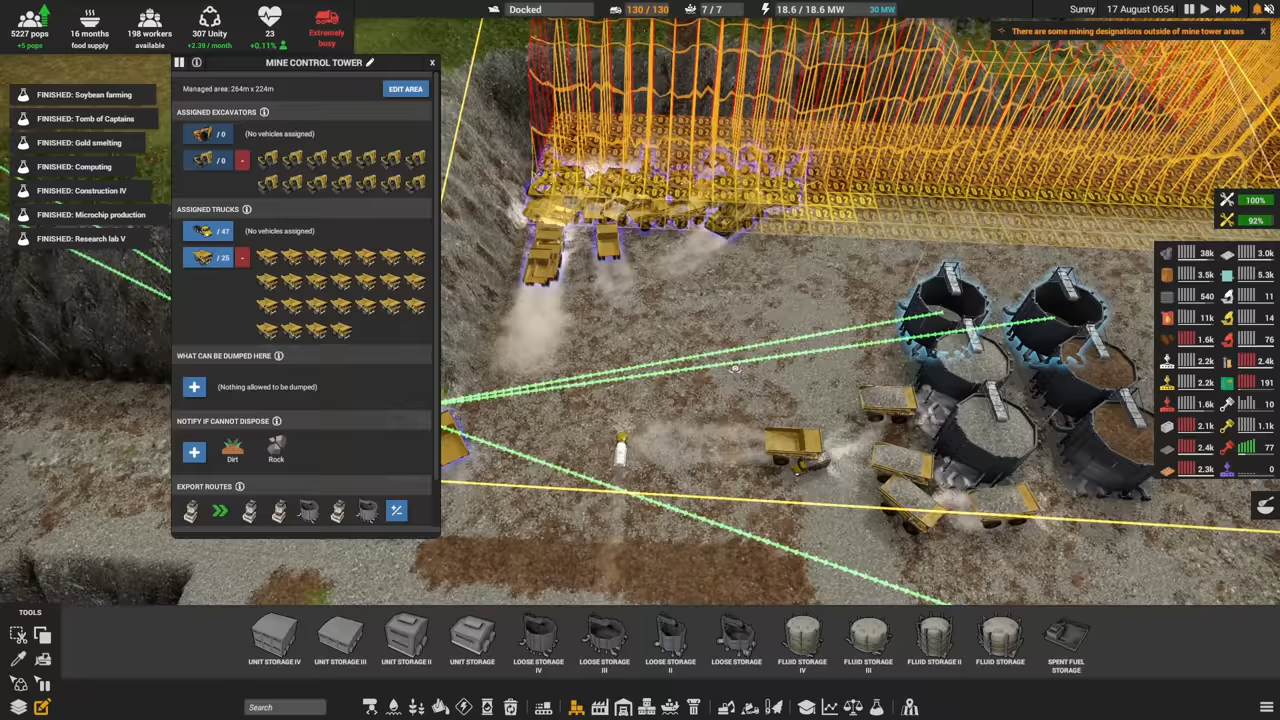 Docked
130 / 130
7 / 7
18.6 / 18.6 MW
30 MW
Sunny
17 August 0654
5227 pops
+5 pops
16 months
food supply
198 workers
available
307 Unity
+2.39 / month
23
+0.11%
Extremely
busy
There are some mining designations outside of mine tower areas
X
FINISHED: Soybean farming
FINISHED: Tomb of Captains
FINISHED: Gold smelting
FINISHED: Computing
FINISHED: Construction IV
FINISHED: Microchip production
FINISHED: Research lab V
MINE CONTROL TOWER
X
Managed area: 264m x 224m
EDIT AREA
ASSIGNED EXCAVATORS
/ 0
(No vehicles assigned)
/ 0
-
ASSIGNED TRUCKS
/ 47
(No vehicles assigned)
/ 25
-
WHAT CAN BE DUMPED HERE
+
(Nothing allowed to be dumped)
NOTIFY IF CANNOT DISPOSE
+
Dirt
Rock
EXPORT ROUTES
100%
92%
38k
3.0k
3.5k
5.3k
540
11
11k
14
1.6k
76
2.2k
2.4k
2.2k
191
1.6k
10
2.1k
1.1k
2.4k
77
2.3k
0
TOOLS
UNIT STORAGE IV
UNIT STORAGE III
UNIT STORAGE II
UNIT STORAGE
LOOSE STORAGE
IV
LOOSE STORAGE
III
LOOSE STORAGE
II
LOOSE STORAGE
FLUID STORAGE
IV
FLUID STORAGE
III
FLUID STORAGE II
FLUID STORAGE
SPENT FUEL
STORAGE
Search